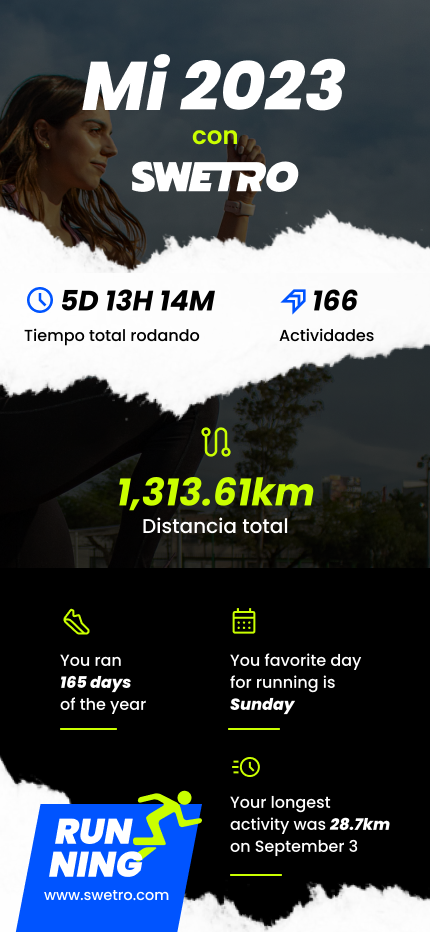 Mi 2023
con
SWETRO
5D 13H 14M
Tiempo total rodando
166
Actividades
1,313.61km
Distancia total
You ran
165 days
of the year
You favorite day
for running is
Sunday
Your longest
activity was 28.7km
on September 3
RUN
NING
www.swetro.com